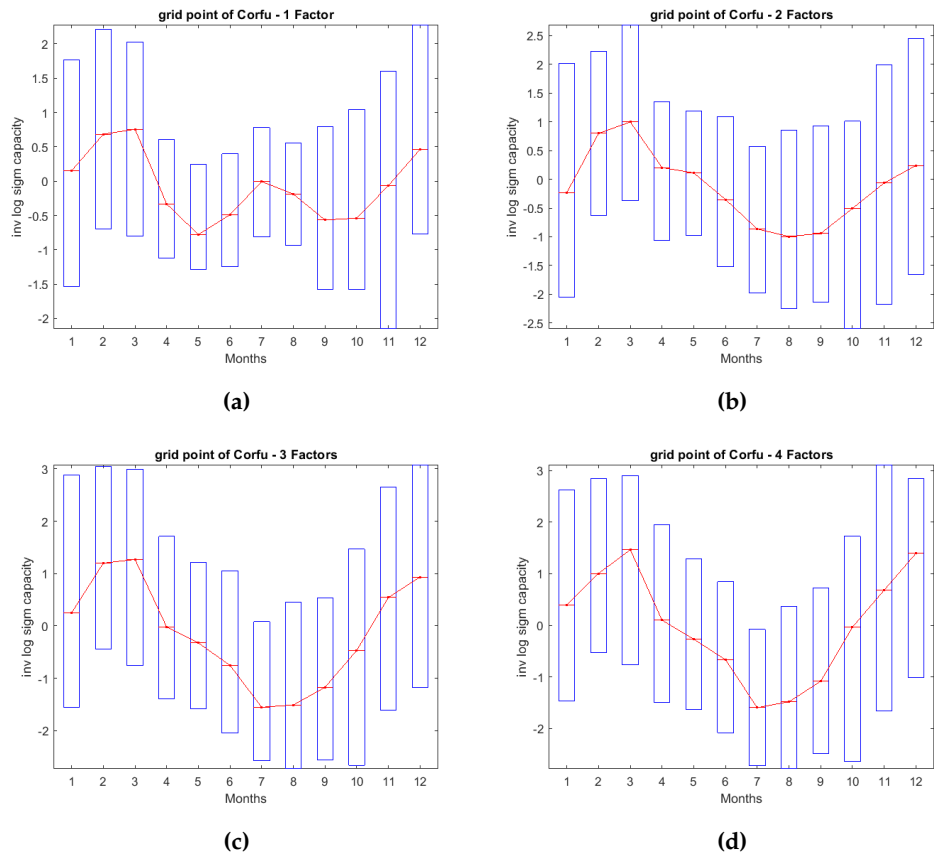 grid point of Corfu - 1 Factor
inv log sigm capacity
2
1.5
1
0.5
0
-0.5
-1
-1.5
-2
1 2 3 4 5 6 7 8 9 10 11 12
Months
(a)
grid point of Corfu - 2 Factors
inv log sigm capacity
2.5
2
1.5
1
0.5
0
-0.5
-1
-1.5
-2
-2.5
1 2 3 4 5 6 7 8 9 10 11 12
Months
(b)
grid point of Corfu - 3 Factors
inv log sigm capacity
3
2
1
0
-1
-2
1 2 3 4 5 6 7 8 9 10 11 12
Months
(c)
grid point of Corfu - 4 Factors
inv log sigm capacity
3
2
1
0
-1
-2
1 2 3 4 5 6 7 8 9 10 11 12
Months
(d)